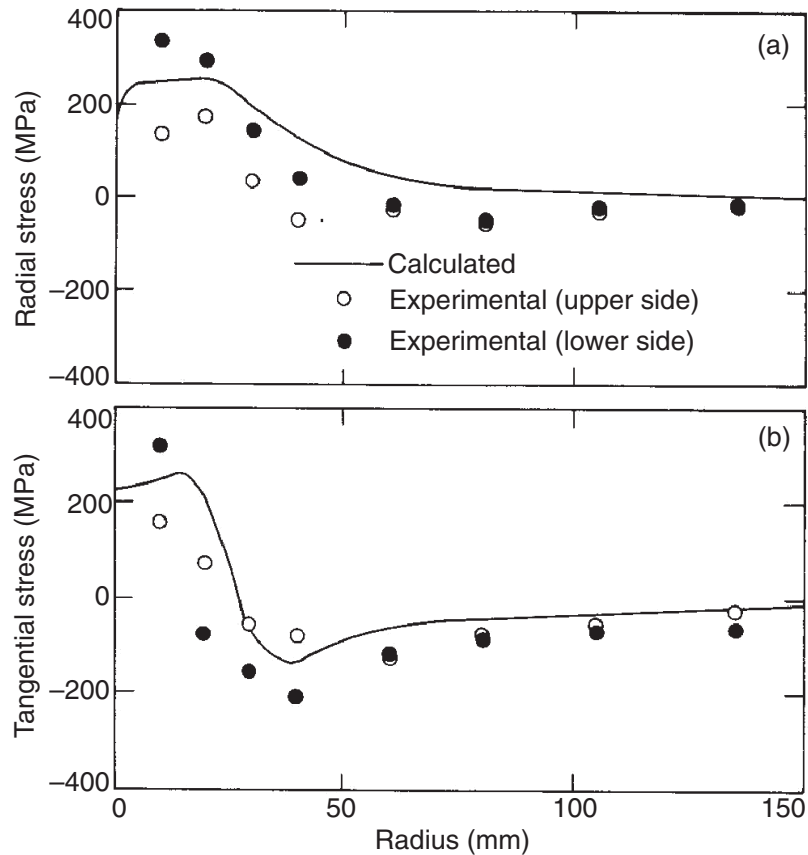 400
200
0
−200
−400
Radial stress (MPa)
(a)
Calculated
Experimental (upper side)
Experimental (lower side)
400
200
0
−200
−400
Tangential stress (MPa)
(b)
0 50 100 150
Radius (mm)